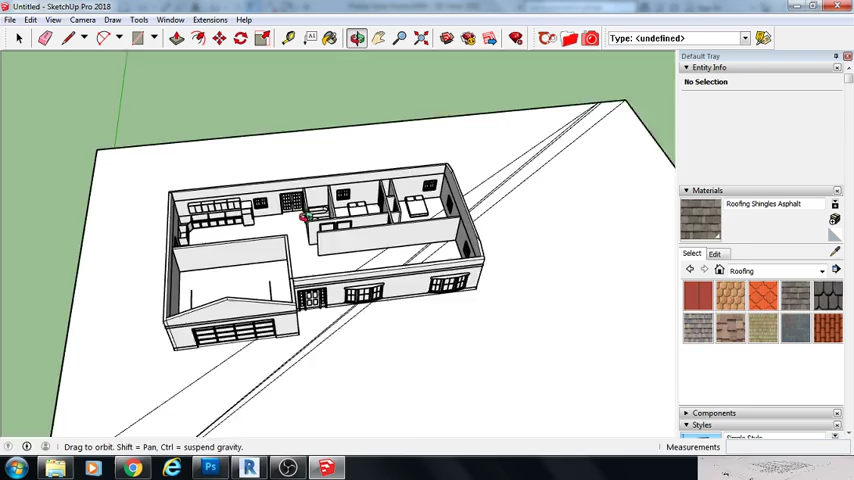 Untitled - SketchUp Pro 2018
File Edit View Camera Draw Tools Window Extensions Help
Type: <undefined>
Default Tray
Entity Info
No Selection
Materials
Roofing Shingles Asphalt
Select Edit
Roofing
Components
Styles
Simple Style
Drag to orbit. Shift = Pan, Ctrl = suspend gravity.
Measurements